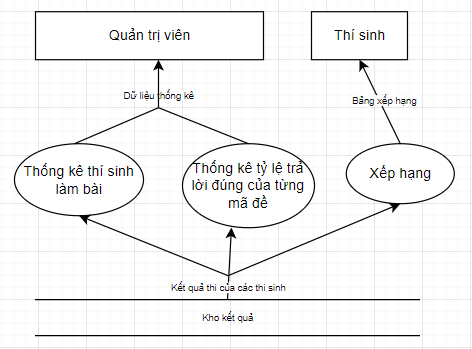 Quản trị viên
Thí sinh
Dữ liệu thống kê
Bảng xếp hạng
Thống kê thí sinh
làm bài
Thống kê tỷ lệ trả
lời đúng của từng
mã đề
Xếp hạng
Kết quả thi của các thi sinh
Kho kết quả